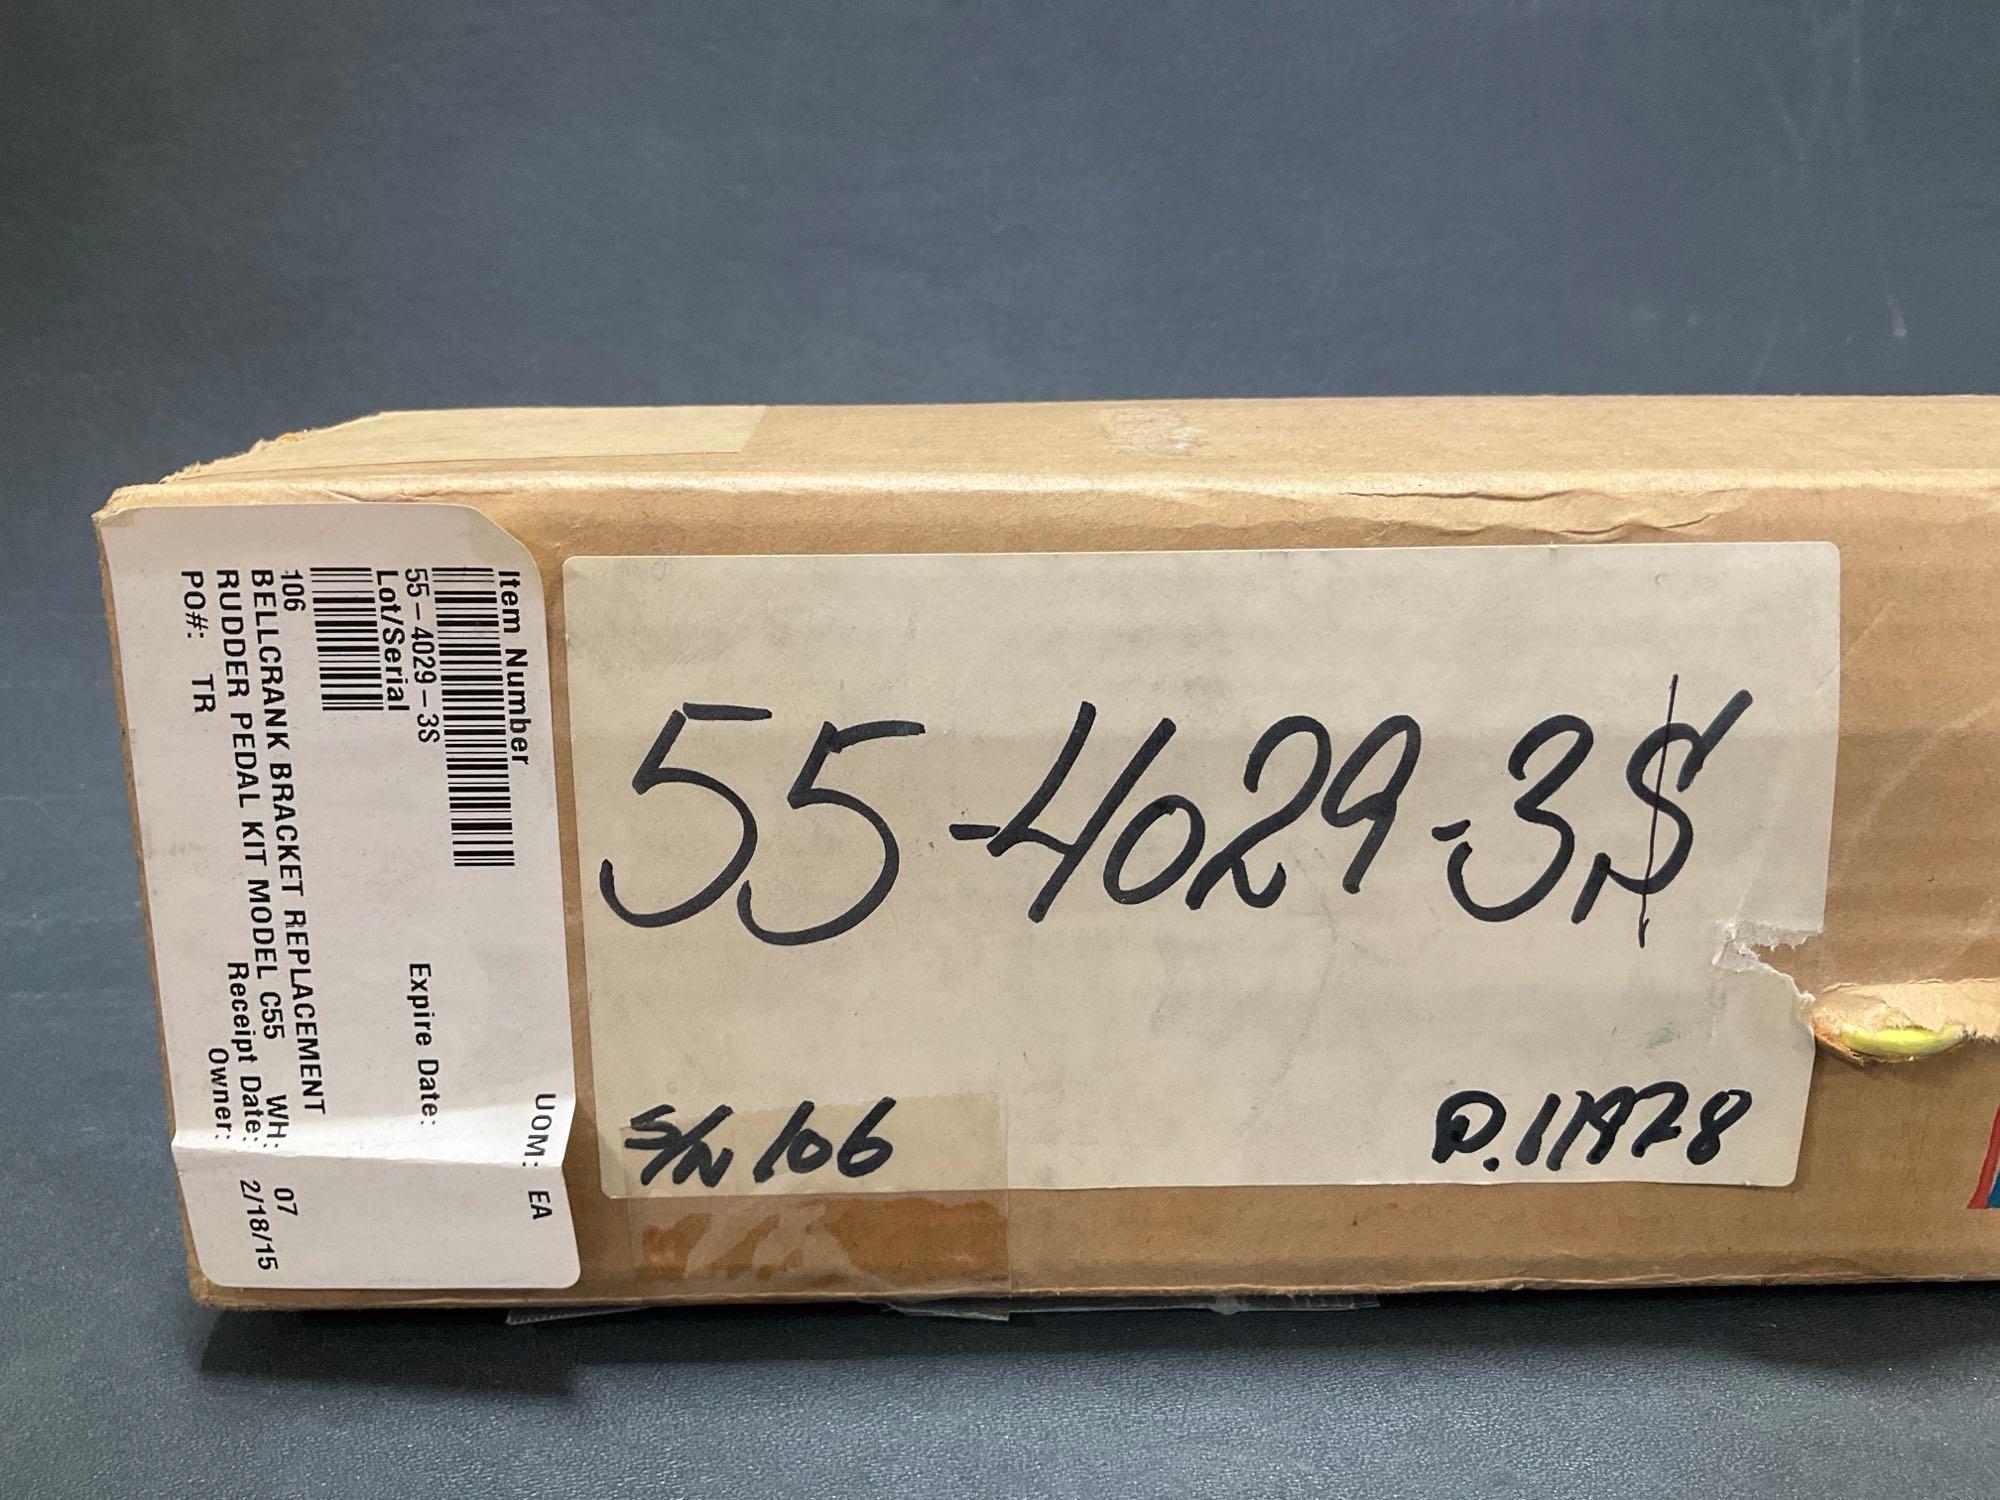 Item Number
UOM: EA
55-4029-3S
Expire Date:
Lot/Serial
106
BELLCRANK BRACKET REPLACEMENT
RUDDER PEDAL KIT MODEL C55 WH: 07
PO#: TR Receipt Date: 2/18/15
Owner:
55-4029-3S
S/N 106